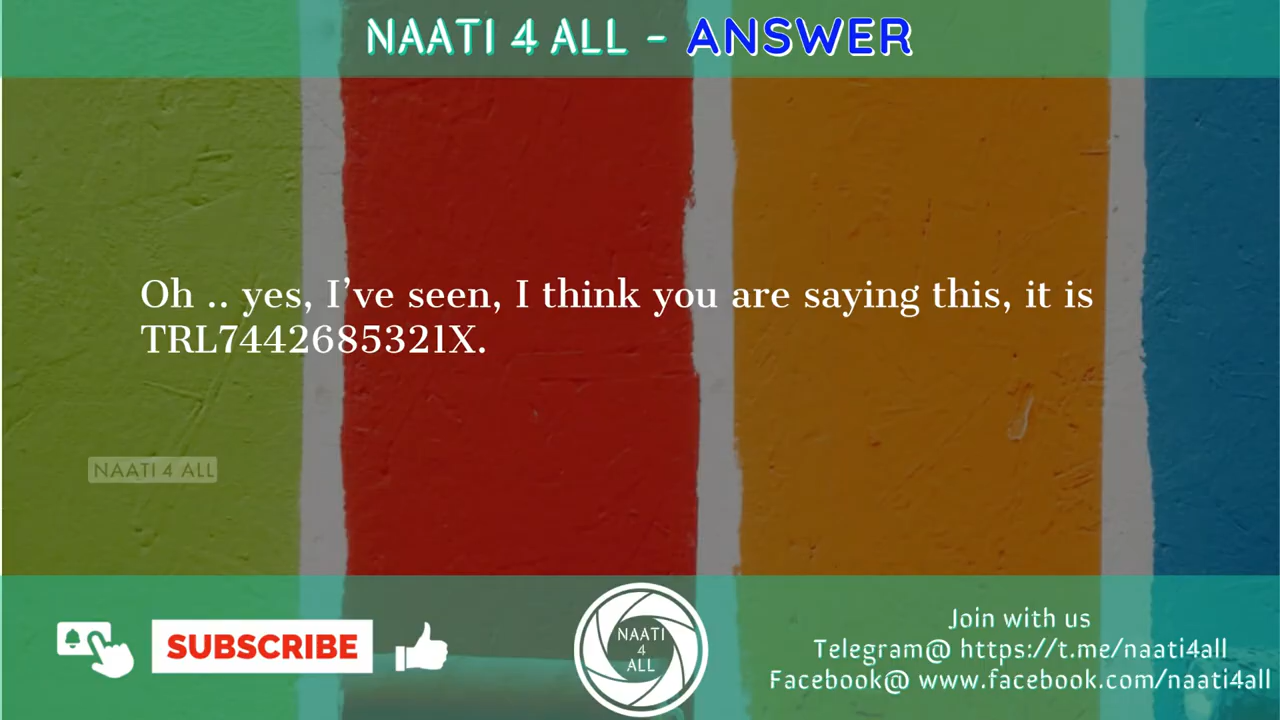 NAATI 4 ALL - ANSWER
Oh .. yes, I’ve seen, I think you are saying this, it is
TRL7442685321X.
NAATI 4 ALL
SUBSCRIBE
NAATI
4
ALL
Join with us
Telegram@ https://t.me/naati4all
Facebook@ www.facebook.com/naati4all